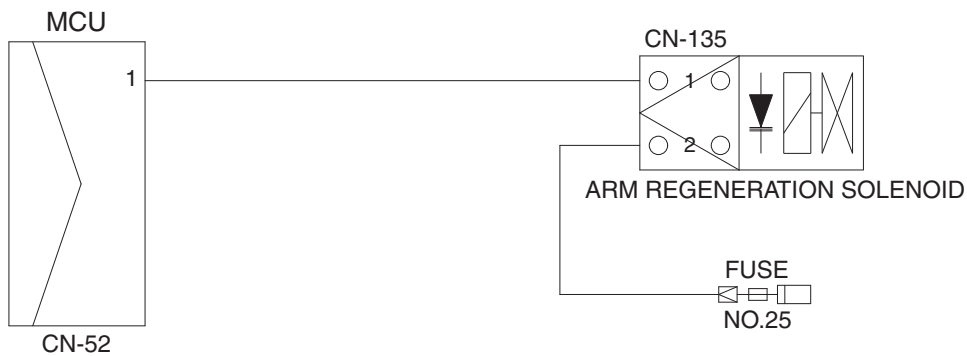 MCU
CN-135
1
1
2
ARM REGENERATION SOLENOID
FUSE
NO.25
CN-52